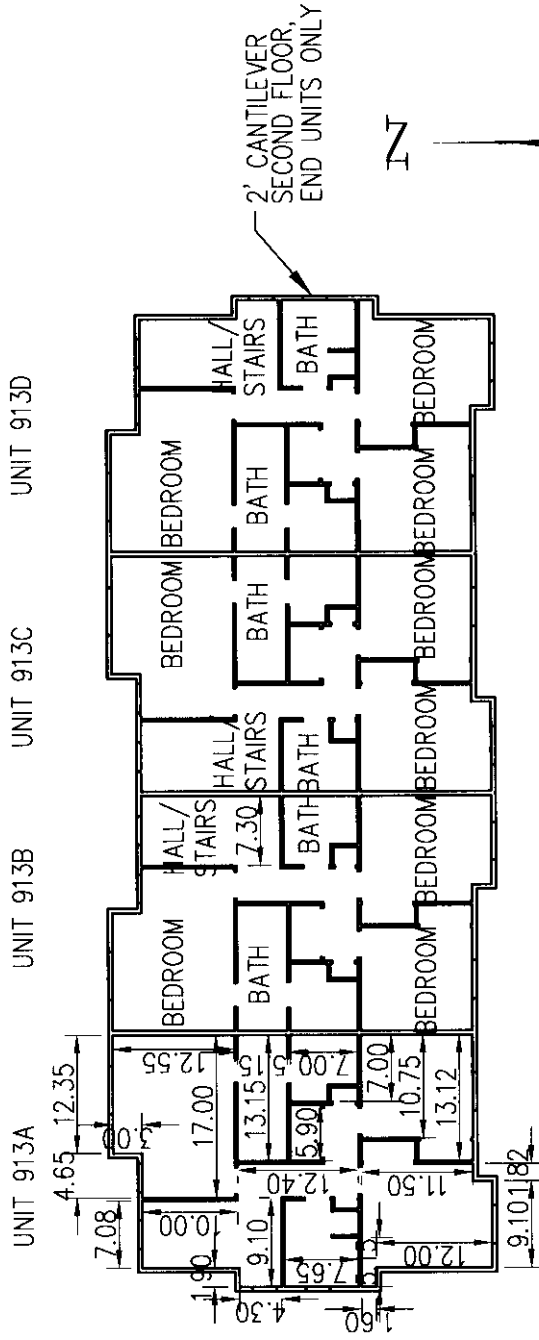 UNIT 913A
UNIT 913B
UNIT 913C
UNIT 913D
2' CANTILEVER
SECOND FLOOR,
END UNITS ONLY
N
4.65
12.35
7.08
3.00
12.55
10.00
17.00
1.90
9.10
13.15
5.15
4.30
12.40
7.00
7.65
5.90
7.00
1.60
11.50
10.75
12.00
13.12
9.10
1.82
BEDROOM
HALL/
STAIRS
7.30
BATH
BATH
BEDROOM
BEDROOM
HALL/
STAIRS
BEDROOM
BATH
BATH
BEDROOM
BEDROOM
BEDROOM
HALL/
STAIRS
BATH
BATH
BEDROOM
BEDROOM